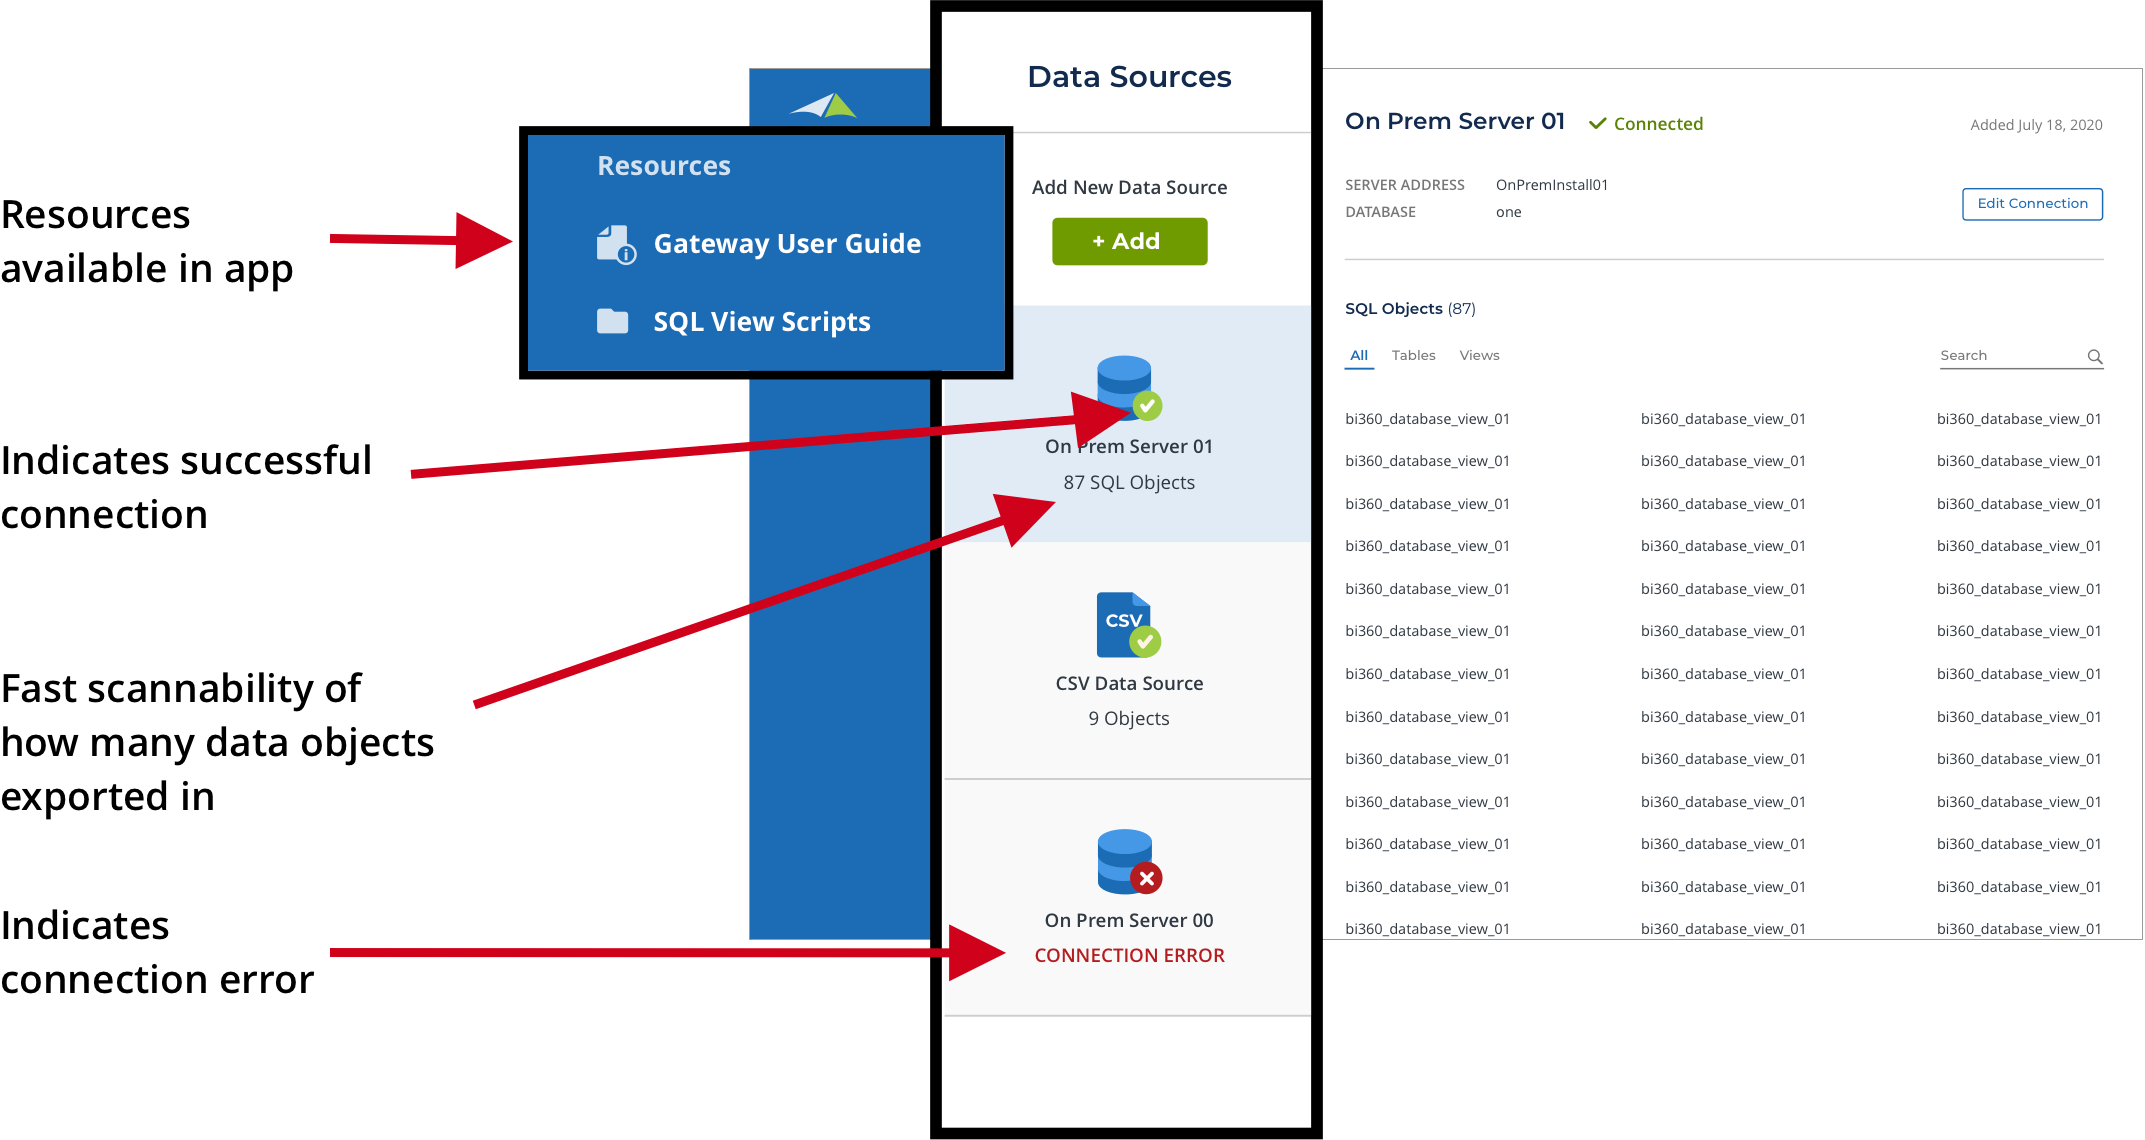 Resources
available in app
Indicates successful
connection
Fast scannability of
how many data objects
exported in
Indicates
connection error
Resources
Gateway User Guide
SQL View Scripts
Data Sources
Add New Data Source
+ Add
On Prem Server 01
87 SQL Objects
CSV
CSV Data Source
9 Objects
On Prem Server 00
CONNECTION ERROR
On Prem Server 01 Connected Added July 18, 2020
SERVER ADDRESS OnPremInstall01
DATABASE one
Edit Connection
SQL Objects (87)
All Tables Views Search
bi360_database_view_01 bi360_database_view_01 bi360_database_view_01
bi360_database_view_01 bi360_database_view_01 bi360_database_view_01
bi360_database_view_01 bi360_database_view_01 bi360_database_view_01
bi360_database_view_01 bi360_database_view_01 bi360_database_view_01
bi360_database_view_01 bi360_database_view_01 bi360_database_view_01
bi360_database_view_01 bi360_database_view_01 bi360_database_view_01
bi360_database_view_01 bi360_database_view_01 bi360_database_view_01
bi360_database_view_01 bi360_database_view_01 bi360_database_view_01
bi360_database_view_01 bi360_database_view_01 bi360_database_view_01
bi360_database_view_01 bi360_database_view_01 bi360_database_view_01
bi360_database_view_01 bi360_database_view_01 bi360_database_view_01
bi360_database_view_01 bi360_database_view_01 bi360_database_view_01
bi360_database_view_01 bi360_database_view_01 bi360_database_view_01